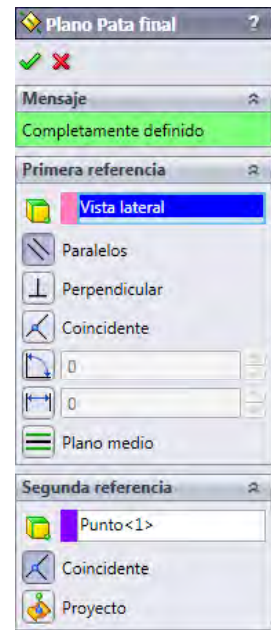 Plano Pata final ?
Mensaje
Completamente definido
Primera referencia
Vista lateral
Paralelos
Perpendicular
Coincidente
0
0
Plano medio
Segunda referencia
Punto<1>
Coincidente
Proyecto